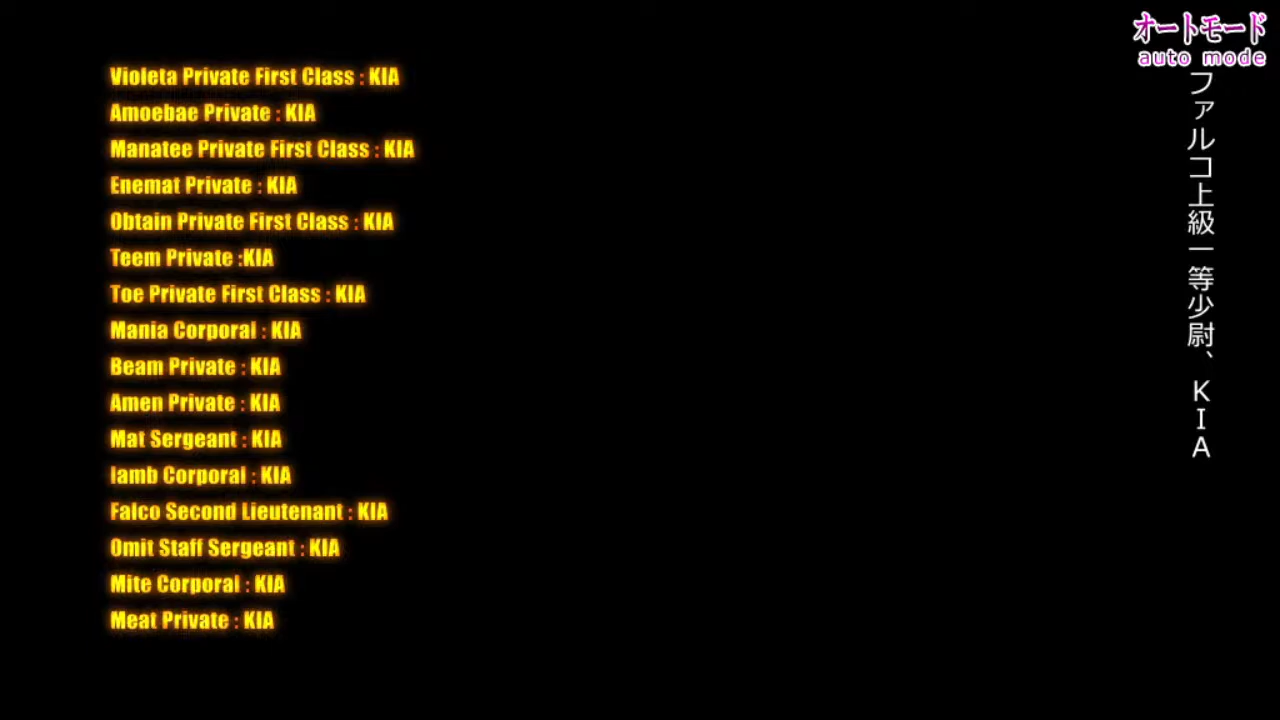 オートモード
auto mode
Violeta Private First Class : KIA
Amoebae Private : KIA
Manatee Private First Class : KIA
Enemat Private : KIA
Obtain Private First Class : KIA
Teem Private :KIA
Toe Private First Class : KIA
Mania Corporal : KIA
Beam Private : KIA
Amen Private : KIA
Mat Sergeant : KIA
Iamb Corporal : KIA
Falco Second Lieutenant : KIA
Omit Staff Sergeant : KIA
Mite Corporal : KIA
Meat Private : KIA
ファルコ上級一等少尉、KIA